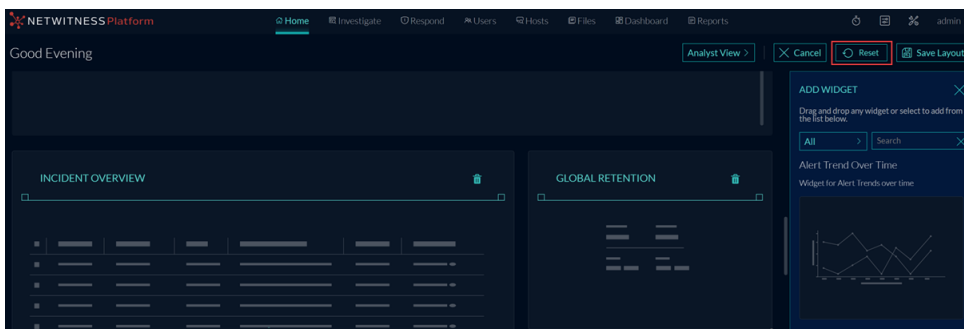 NETWITNESS Platform Home Investigate Respond Users Hosts Files Dashboard Reports admin
Good Evening Analyst View > Cancel Reset Save Layout
ADD WIDGET
Drag and drop any widget or select to add from
the list below.
All Search
INCIDENT OVERVIEW GLOBAL RETENTION
Alert Trend Over Time
Widget for Alert Trends over time